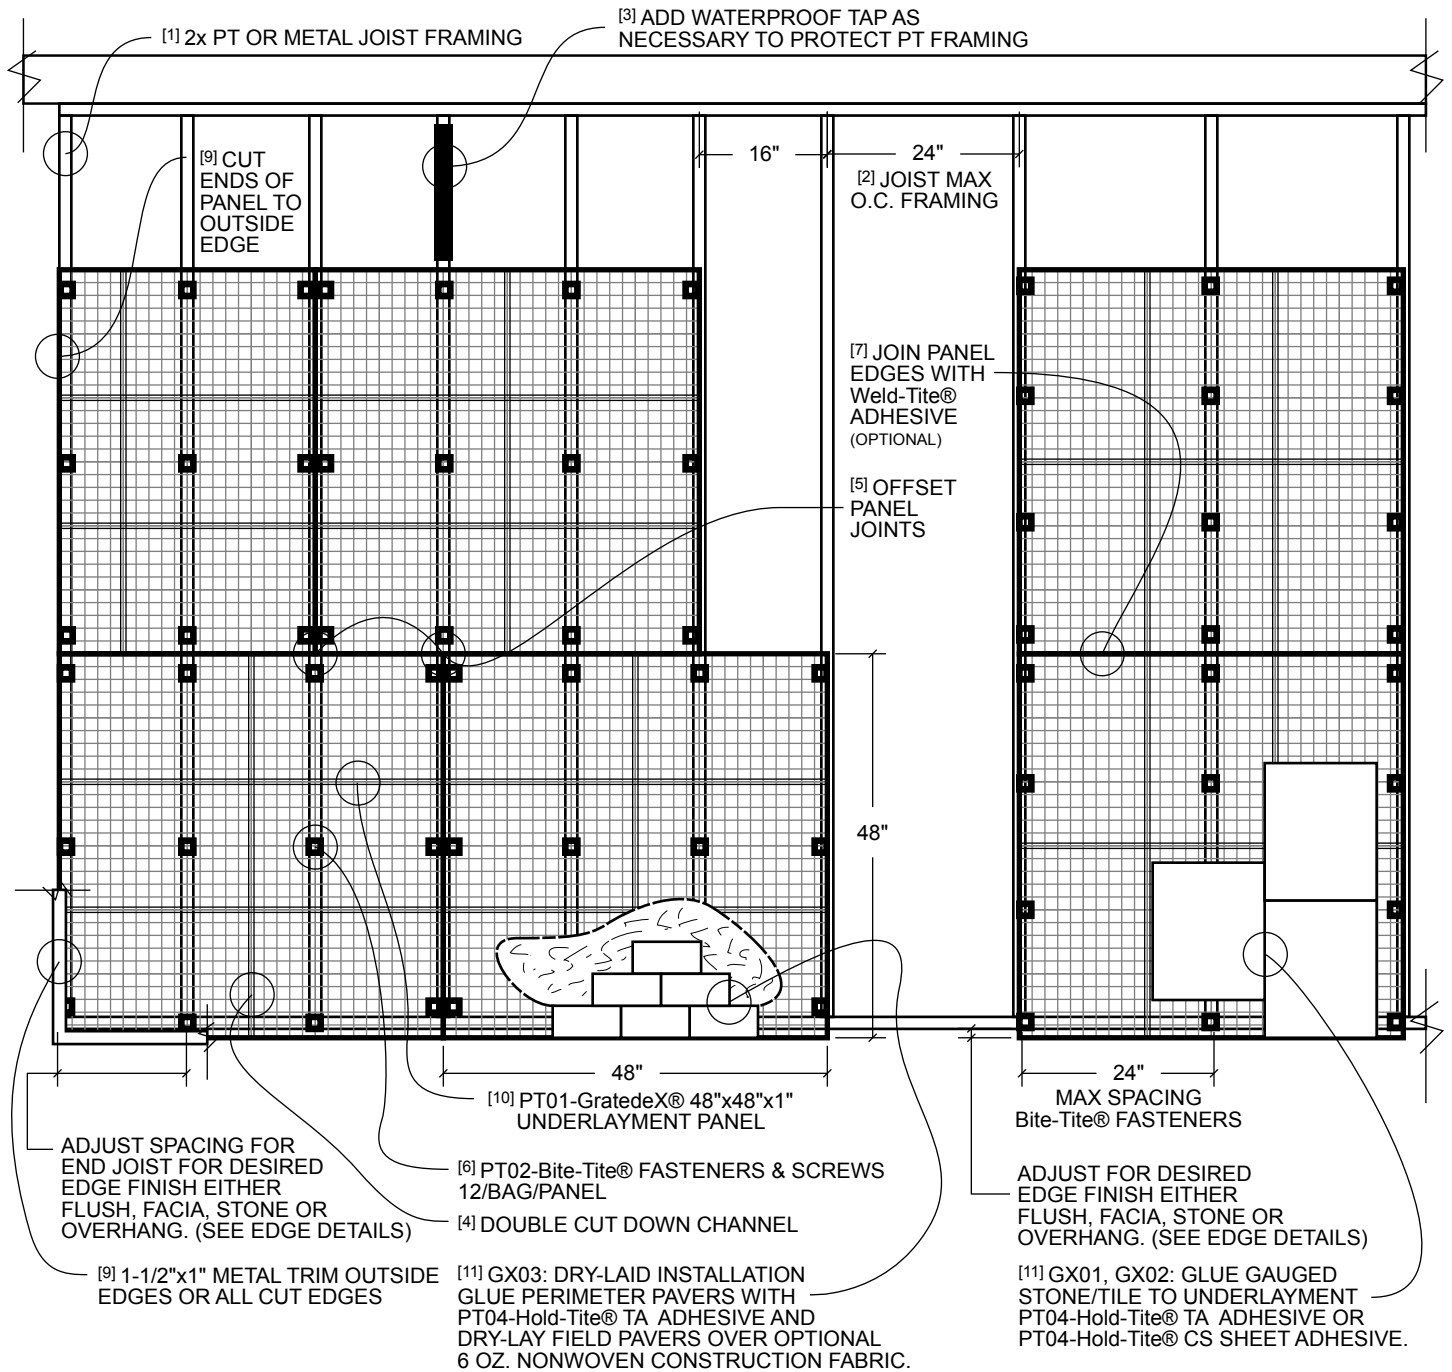 [1] 2x PT OR METAL JOIST FRAMING
[3] ADD WATERPROOF TAP AS
NECESSARY TO PROTECT PT FRAMING
[9] CUT
ENDS OF
PANEL TO
OUTSIDE
EDGE
16"
24"
[2] JOIST MAX
O.C. FRAMING
[7] JOIN PANEL
EDGES WITH
Weld-Tite®
ADHESIVE
(OPTIONAL)
[5] OFFSET
PANEL
JOINTS
48"
48"
[10] PT01-GratedeX® 48"x48"x1"
UNDERLAYMENT PANEL
24"
MAX SPACING
Bite-Tite® FASTENERS
ADJUST SPACING FOR
END JOIST FOR DESIRED
EDGE FINISH EITHER
FLUSH, FACIA, STONE OR
OVERHANG. (SEE EDGE DETAILS)
[6] PT02-Bite-Tite® FASTENERS & SCREWS
12/BAG/PANEL
[4] DOUBLE CUT DOWN CHANNEL
ADJUST FOR DESIRED
EDGE FINISH EITHER
FLUSH, FACIA, STONE OR
OVERHANG. (SEE EDGE DETAILS)
[9] 1-1/2"x1" METAL TRIM OUTSIDE
EDGES OR ALL CUT EDGES
[11] GX03: DRY-LAID INSTALLATION
GLUE PERIMETER PAVERS WITH
PT04-Hold-Tite® TA ADHESIVE AND
DRY-LAY FIELD PAVERS OVER OPTIONAL
6 OZ. NONWOVEN CONSTRUCTION FABRIC.
[11] GX01, GX02: GLUE GAUGED
STONE/TILE TO UNDERLAYMENT
PT04-Hold-Tite® TA ADHESIVE OR
PT04-Hold-Tite® CS SHEET ADHESIVE.